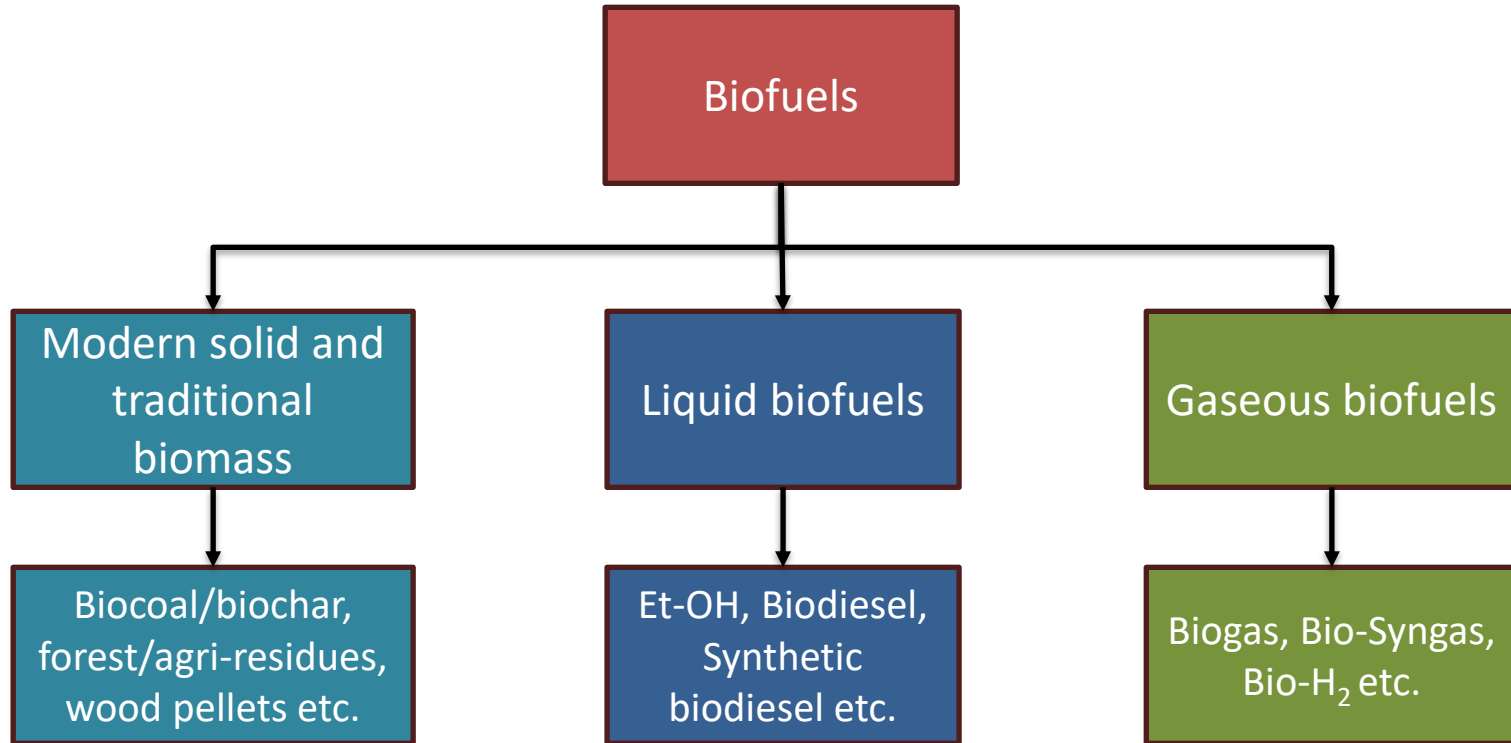 Biofuels
Modern solid and
traditional
biomass
Liquid biofuels
Gaseous biofuels
Biocoal/biochar,
forest/agri-residues,
wood pellets etc.
Et-OH, Biodiesel,
Synthetic
biodiesel etc.
Biogas, Bio-Syngas,
Bio-H₂ etc.